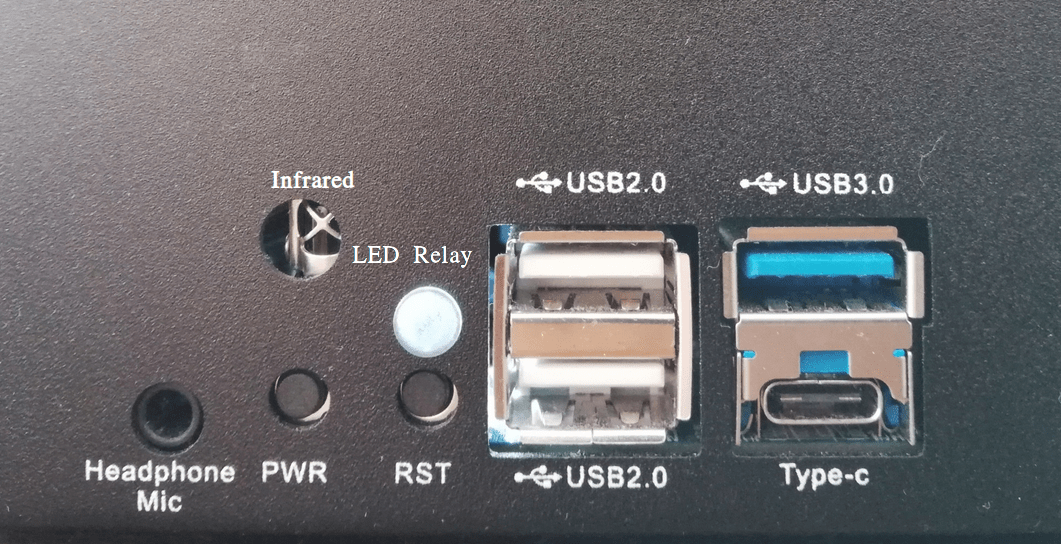 Infrared
USB2.0
USB3.0
LED Relay
Headphone
Mic
PWR
RST
USB2.0
Type-c